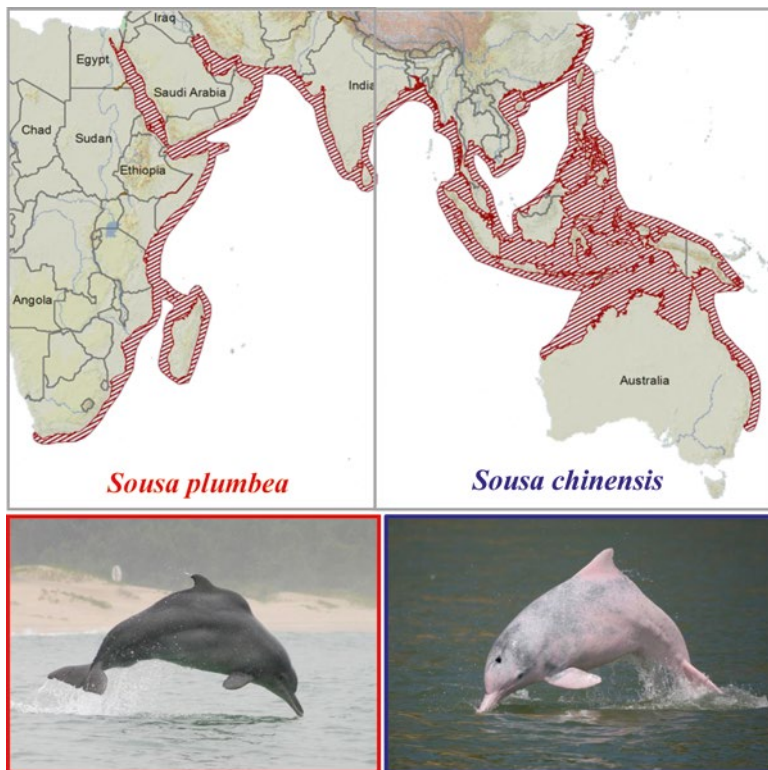 Iraq
Egypt
Saudi Arabia
India
Chad
Sudan
Ethiopia
Angola
Australia
Sousa plumbea
Sousa chinensis